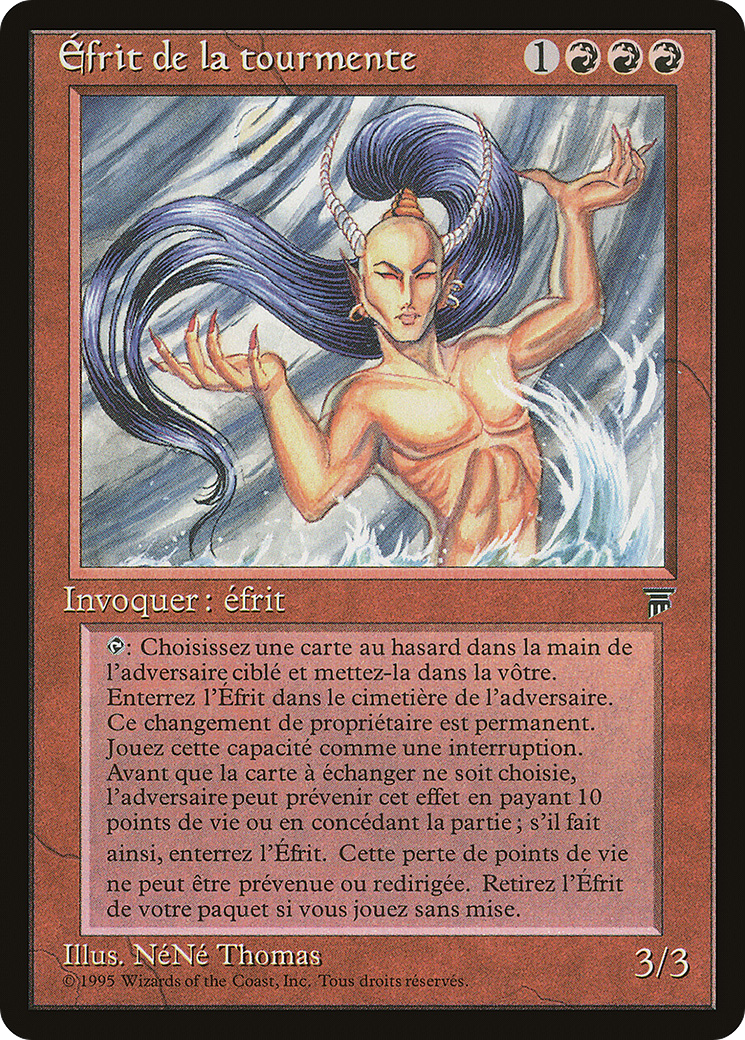 Éfrit de la tourmente 1
Invoquer : éfrit
: Choisissez une carte au hasard dans la main de
l'adversaire ciblé et mettez-la dans la vôtre.
Enterrez l'Éfrit dans le cimetière de l'adversaire.
Ce changement de propriétaire est permanent.
Jouez cette capacité comme une interruption.
Avant que la carte à échanger ne soit choisie,
l'adversaire peut prévenir cet effet en payant 10
points de vie ou en concédant la partie ; s'il fait
ainsi, enterrez l'Éfrit. Cette perte de points de vie
ne peut être prévenue ou redirigée. Retirez l'Éfrit
de votre paquet si vous jouez sans mise.
Illus. NéNé Thomas
3/3
© 1995 Wizards of the Coast, Inc. Tous droits réservés.